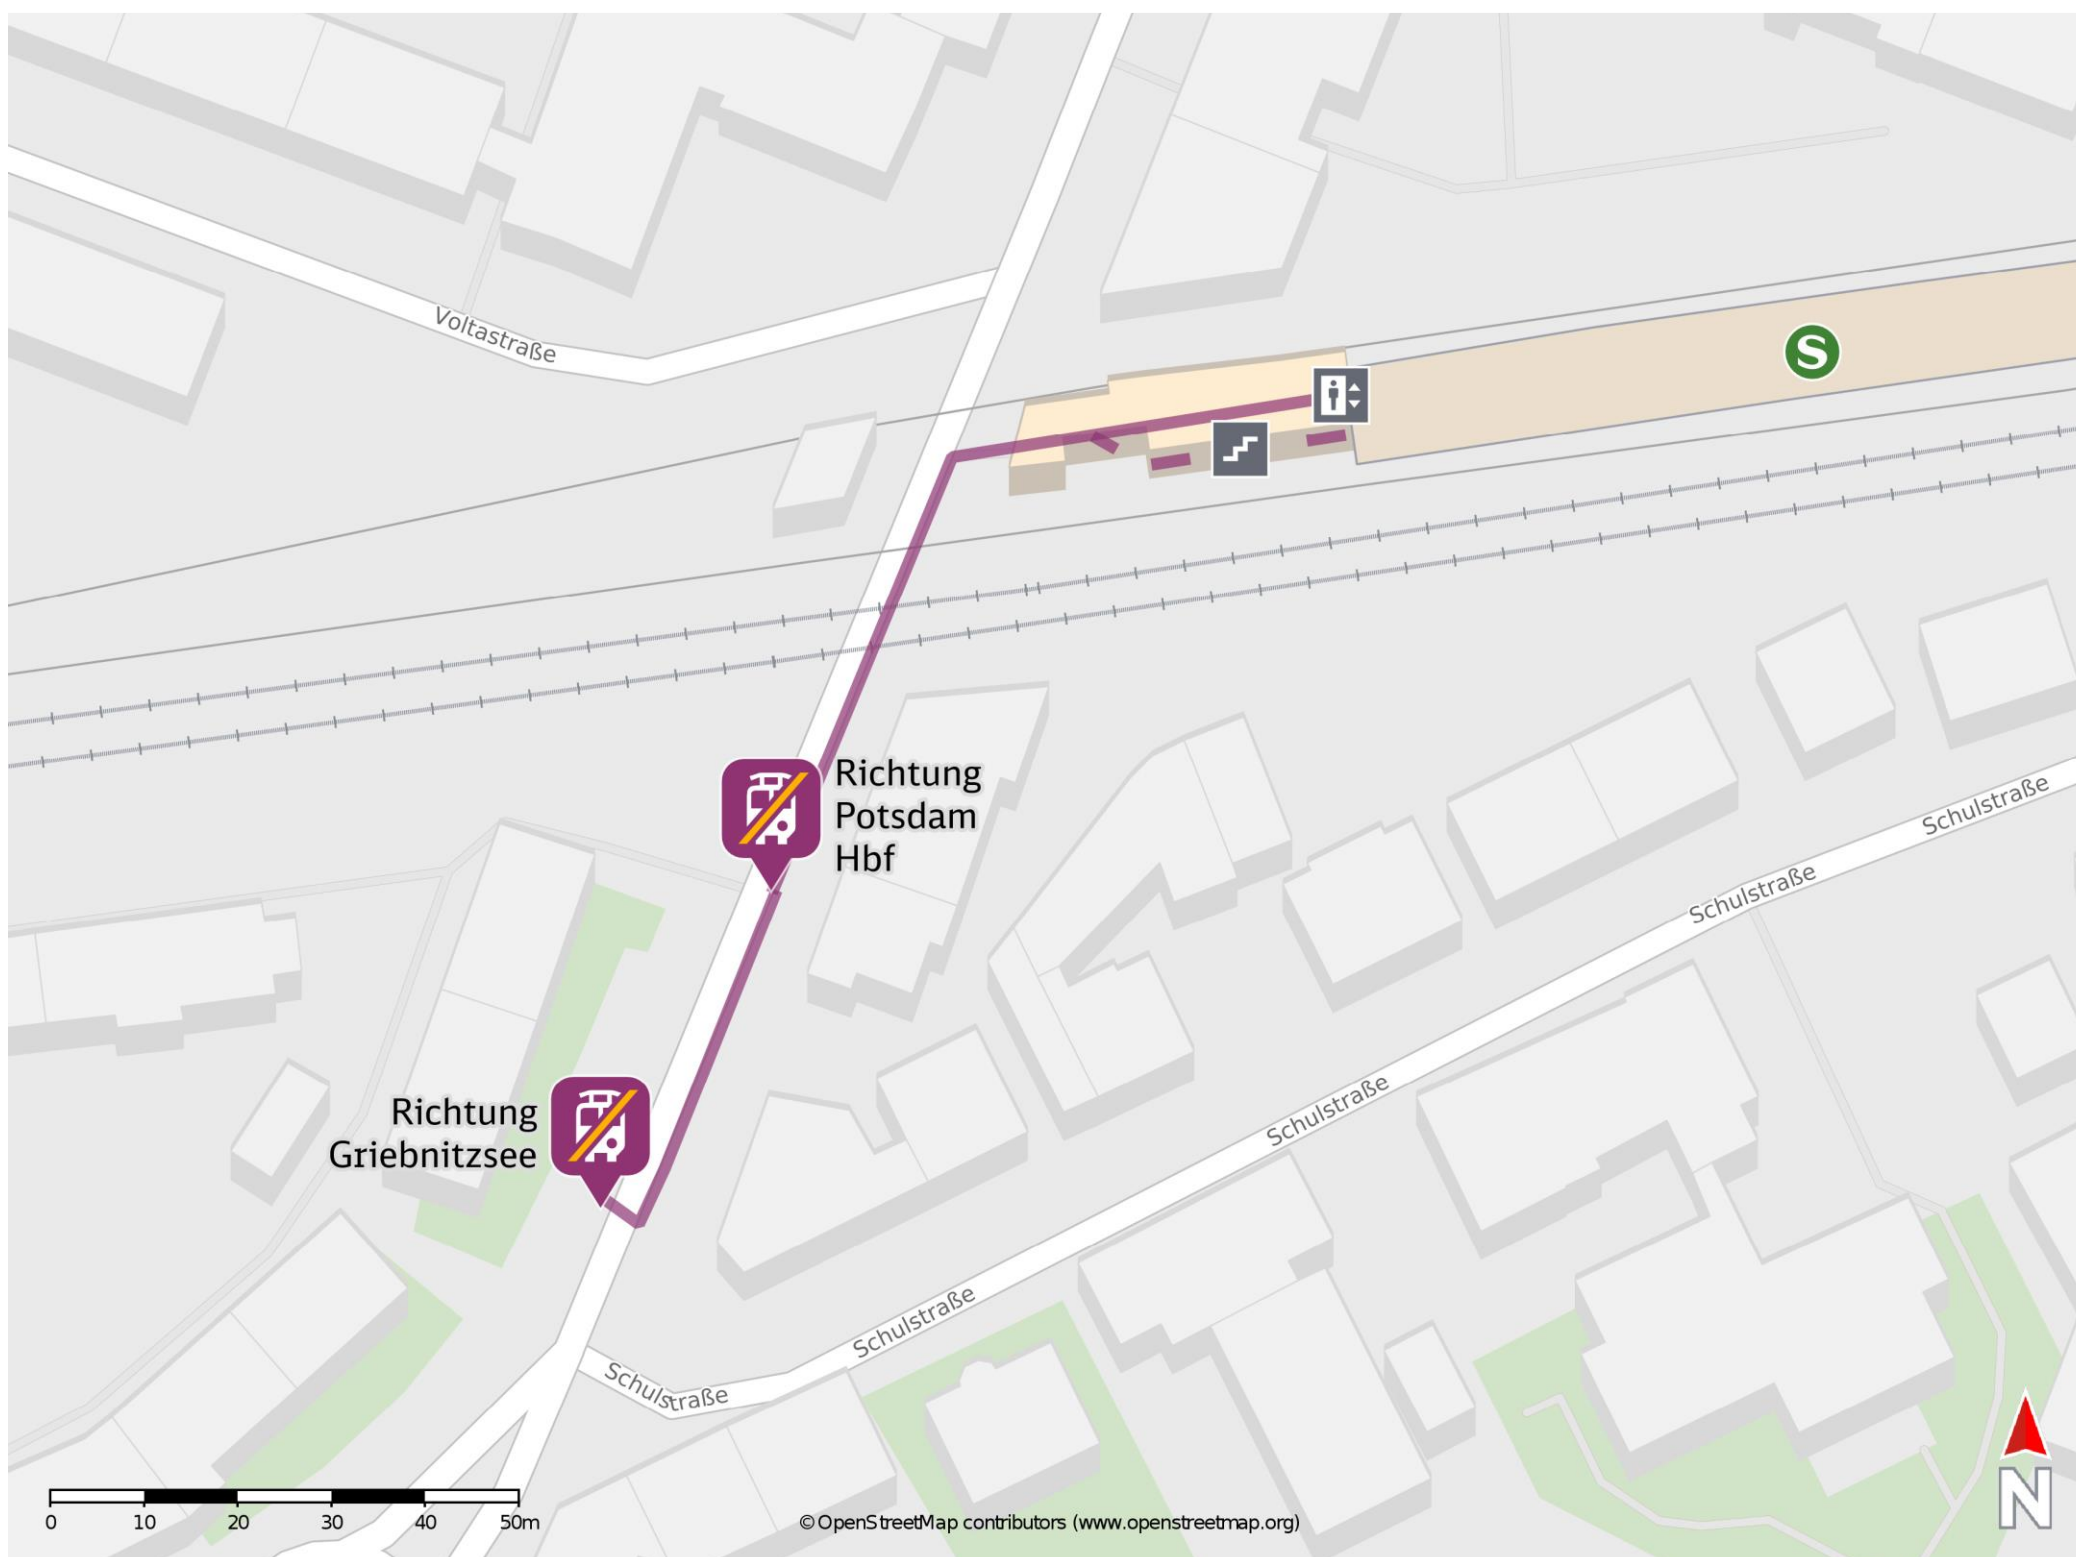 Voltastraße
S
Richtung
Potsdam
Hbf
Schulstraße
Schulstraße
Richtung
Griebnitzsee
Schulstraße
Schulstraße
Schulstraße
0 10 20 30 40 50m
© OpenStreetMap contributors (www.openstreetmap.org)
N